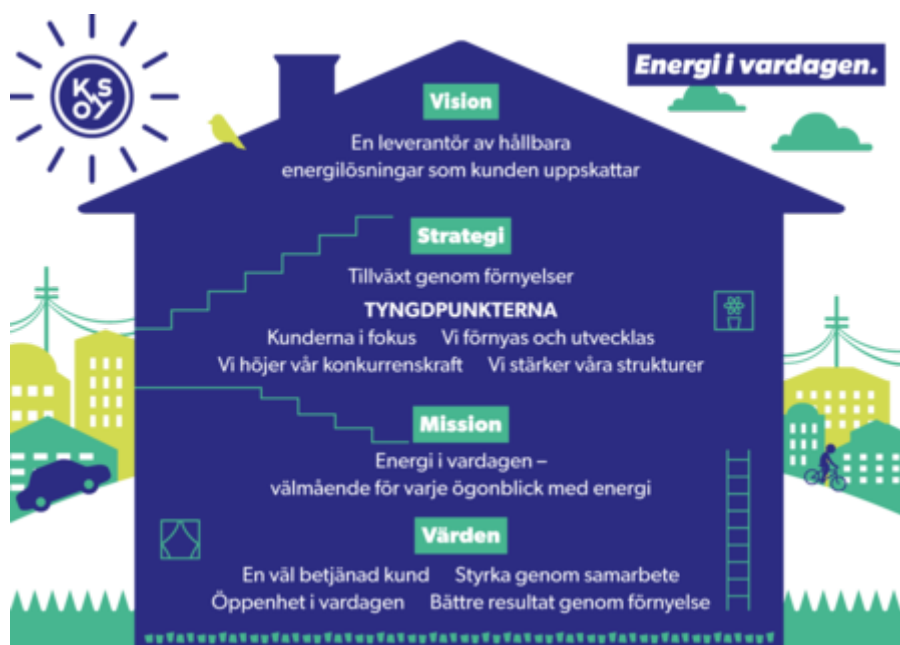 KSOY
Energi i vardagen.
Vision
En leverantör av hållbara
energilösningar som kunden uppskattar
Strategi
Tillväxt genom förnyelser
TYNGDPUNKTERNA
Kunderna i fokus Vi förnyas och utvecklas
Vi höjer vår konkurrenskraft Vi stärker våra strukturer
Mission
Energi i vardagen –
välmående för varje ögonblick med energi
Värden
En väl betjänad kund Styrka genom samarbete
Öppenhet i vardagen Bättre resultat genom förnyelse